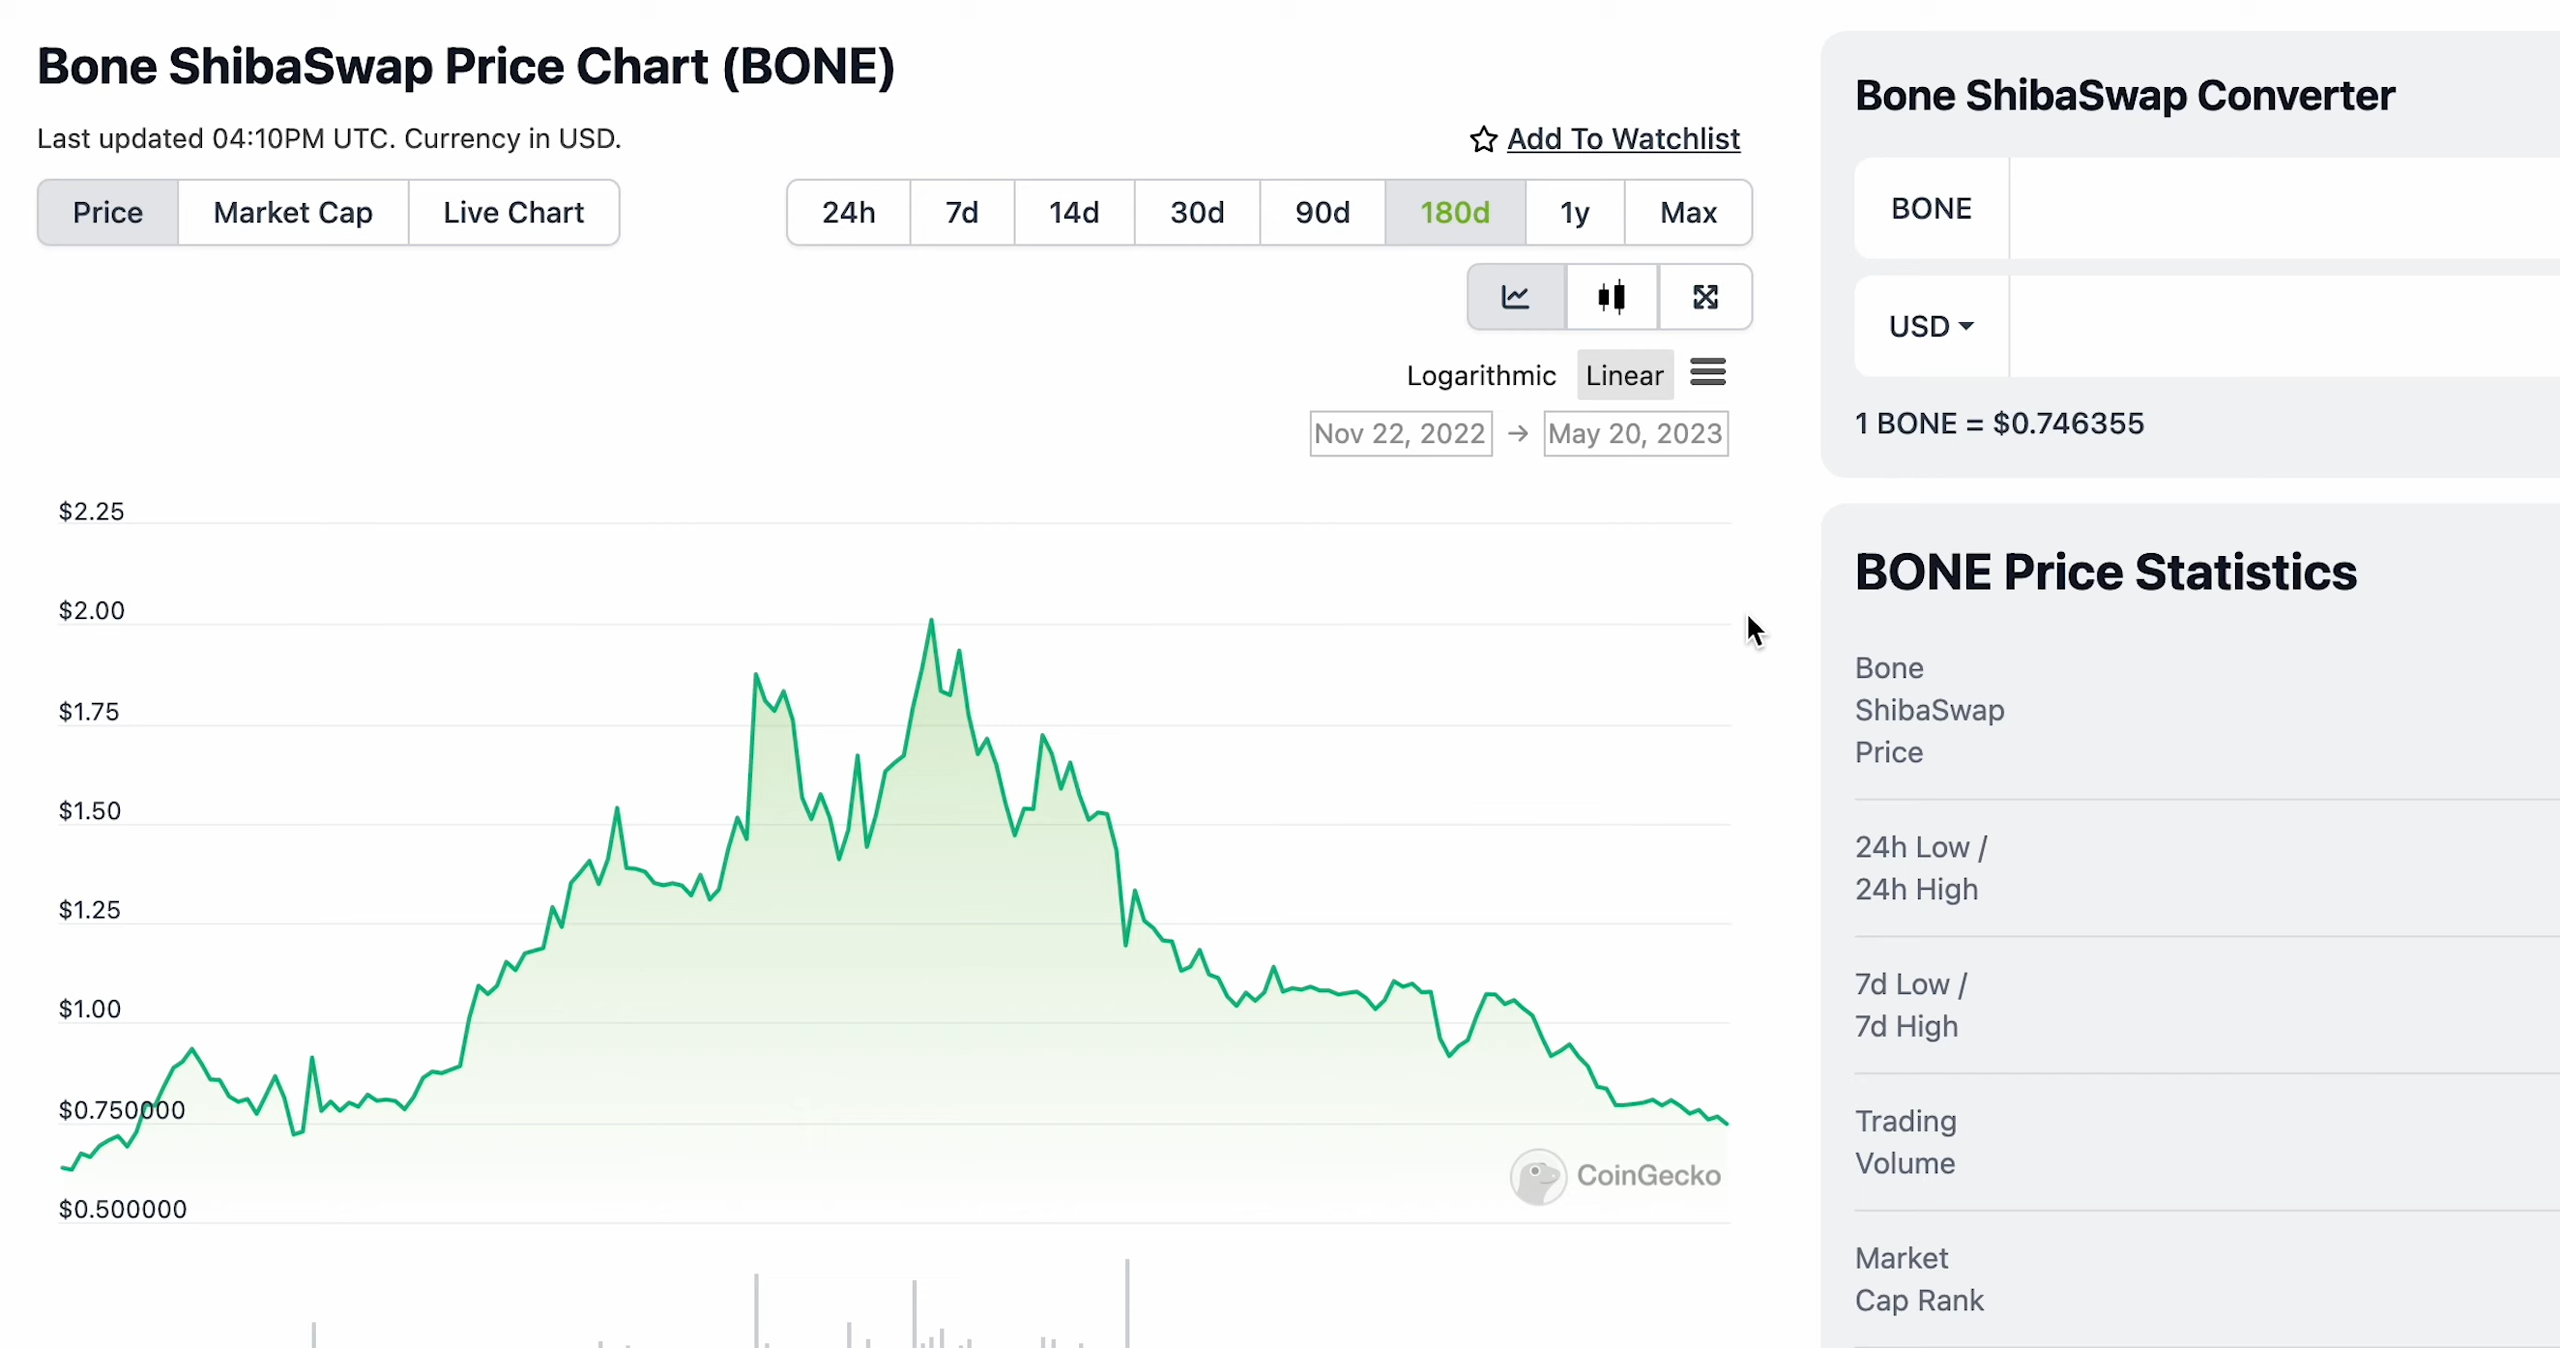 Bone ShibaSwap Price Chart (BONE)
Last updated 04:10PM UTC. Currency in USD.
Add To Watchlist
Price Market Cap Live Chart
24h 7d 14d 30d 90d 180d 1y Max
Logarithmic Linear
Nov 22, 2022 → May 20, 2023
$2.25
$2.00
$1.75
$1.50
$1.25
$1.00
$0.750000
$0.500000
CoinGecko
Bone ShibaSwap Converter
BONE
USD
1 BONE = $0.746355
BONE Price Statistics
Bone
ShibaSwap
Price
24h Low /
24h High
7d Low /
7d High
Trading
Volume
Market
Cap Rank